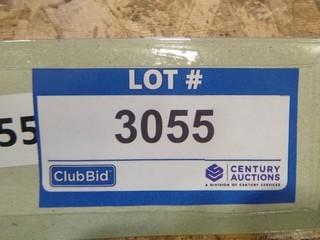 LOT #
55
3055
ClubBid
CENTURY
AUCTIONS
A DIVISION OF CENTURY SERVICES